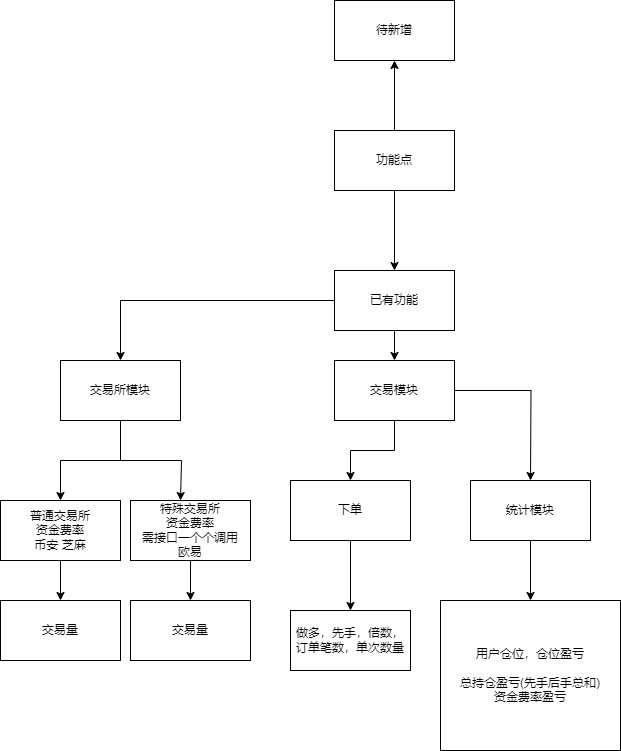 待新增
功能点
已有功能
交易所模块
交易模块
普通交易所
资金费率
币安 芝麻
特殊交易所
资金费率
需接口一个个调用
欧易
下单
统计模块
交易量
交易量
做多，先手，倍数，
订单笔数，单次数量
用户仓位，仓位盈亏
总持仓盈亏(先手后手总和)
资金费率盈亏